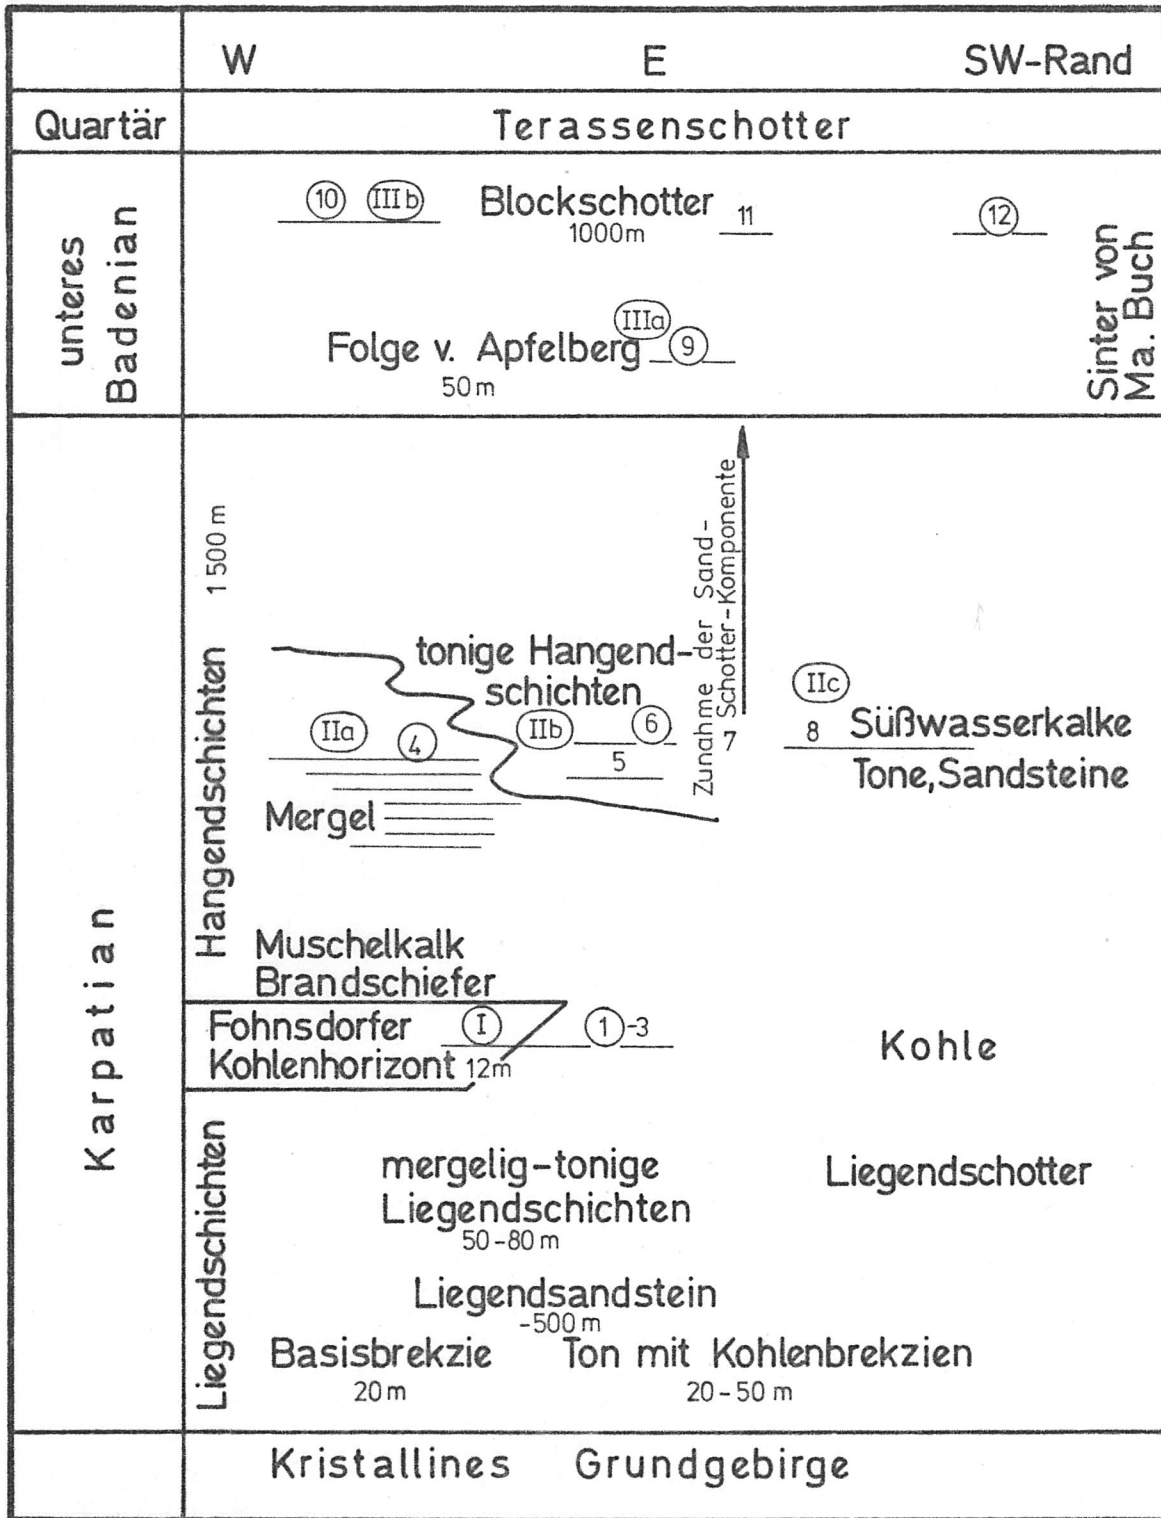 W E SW-Rand
Quartär Terassenschotter
unteres
Badenian
10 IIIb Blockschotter 11 12
1000m
IIIa
Folge v. Apfelberg 9
50m
Sinter von
Ma. Buch
Karpatian
Hangendschichten 1500 m
Zunahme der Sand-
Schotter-Komponente
tonige Hangend-
schichten
IIa 4 IIb 6 7
5
IIc
8 Süßwasserkalke
Tone, Sandsteine
Mergel
Muschelkalk
Brandschiefer
Fohnsdorfer I 1-3
Kohlenhorizont 12m
Kohle
Liegendschichten
mergelig-tonige
Liegendschichten
50-80 m
Liegendschotter
Liegendsandstein
-500 m
Basisbrekzie Ton mit Kohlenbrekzien
20m 20-50 m
Kristallines Grundgebirge